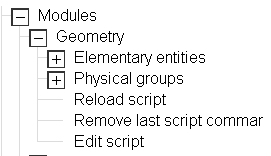 Modules
Geometry
Elementary entities
Physical groups
Reload script
Remove last script commar
Edit script